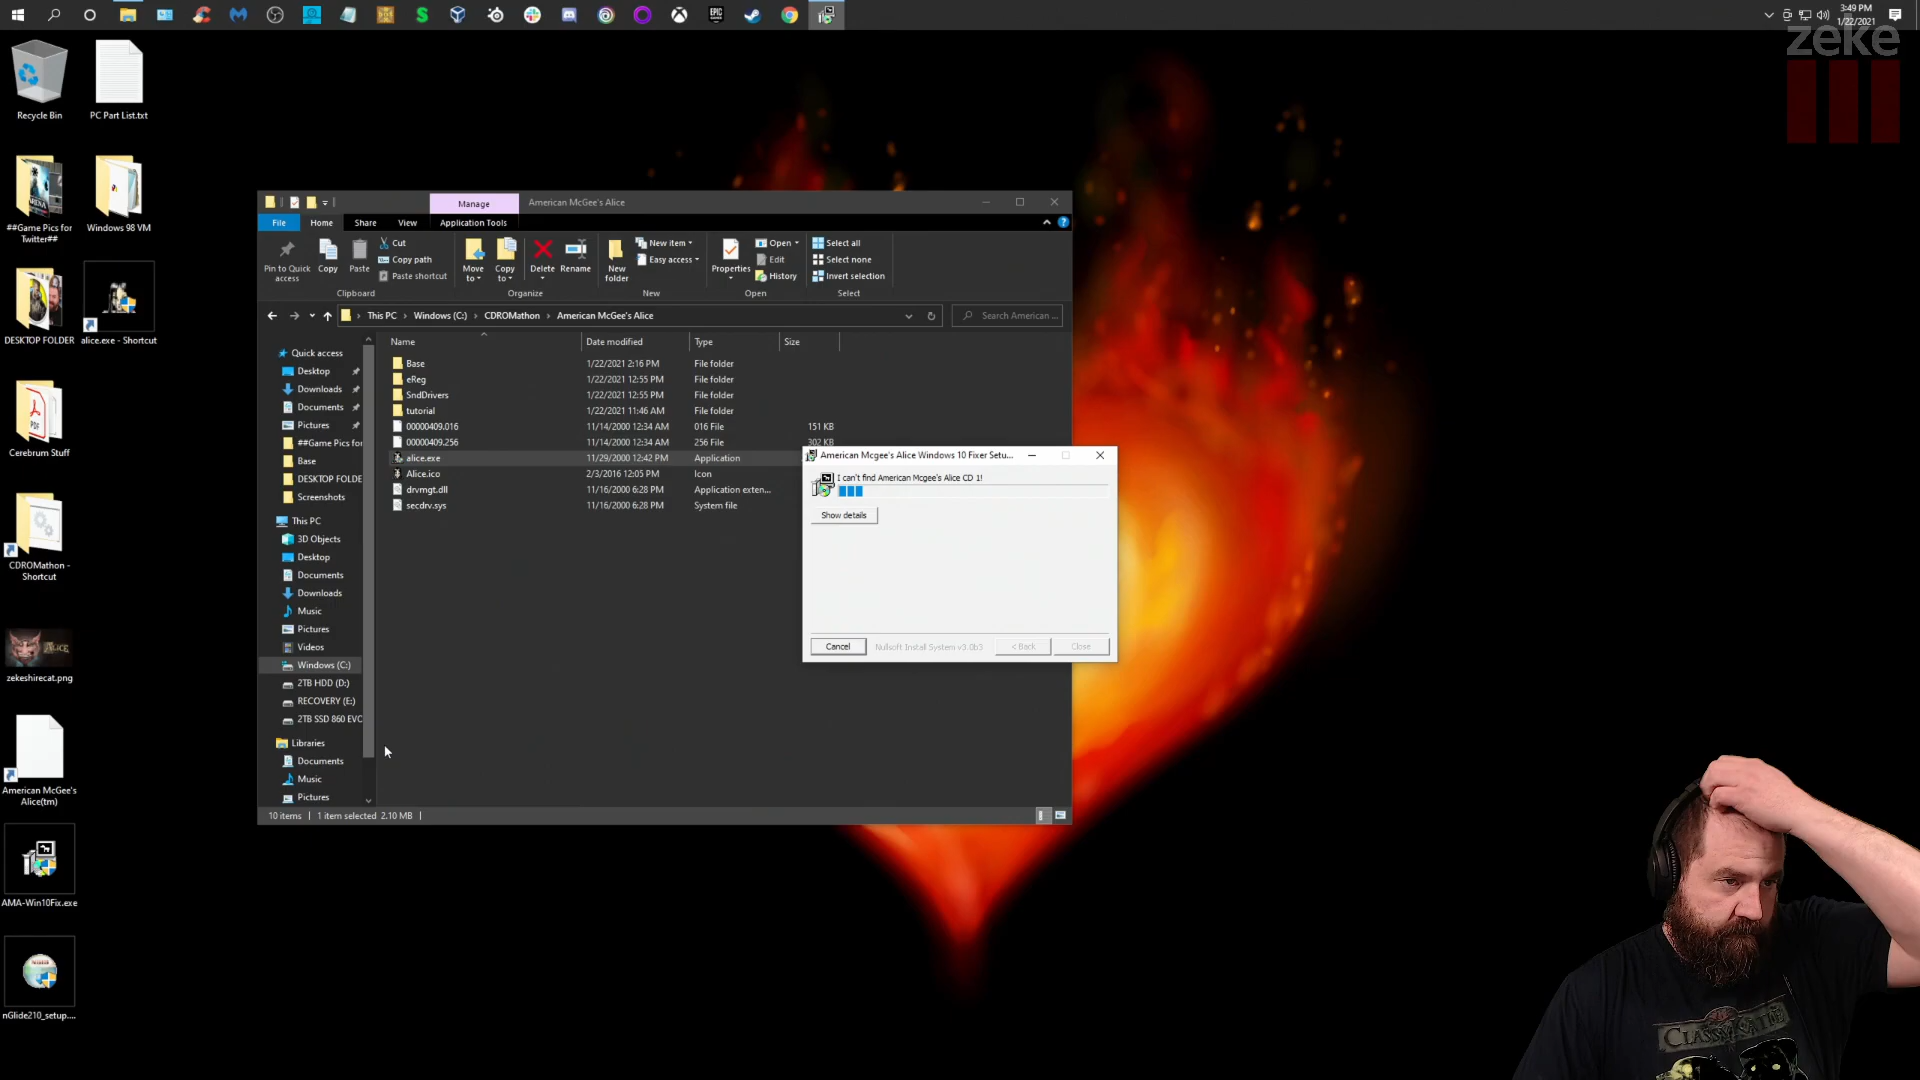 3:49 PM
1/22/2021
zeke
Recycle Bin
PC Part List.txt
##Game Pics for
Twitter##
Windows 98 VM
DESKTOP FOLDER
alice.exe - Shortcut
Cerebrum Stuff
CDROMathon -
Shortcut
zekeshirecat.png
American McGee's
Alice(tm)
AMA-Win10Fix.exe
nGlide210_setup....
Manage
American McGee's Alice
File
Home
Share
View
Application Tools
Pin to Quick
access
Copy
Paste
Cut
Copy path
Paste shortcut
Clipboard
Move
to
Copy
to
Delete
Rename
Organize
New
folder
New item
Easy access
New
Properties
Open
Edit
History
Open
Select all
Select none
Invert selection
Select
This PC
Windows (C:)
CDROMathon
American McGee's Alice
Search American ...
Quick access
Desktop
Downloads
Documents
Pictures
##Game Pics for
Base
DESKTOP FOLDE
Screenshots
This PC
3D Objects
Desktop
Documents
Downloads
Music
Pictures
Videos
Windows (C:)
2TB HDD (D:)
RECOVERY (E:)
2TB SSD 860 EVO
Libraries
Documents
Music
Pictures
Name Date modified Type Size
Base 1/22/2021 2:16 PM File folder
eReg 1/22/2021 12:55 PM File folder
SndDrivers 1/22/2021 12:55 PM File folder
tutorial 1/22/2021 11:46 AM File folder
00000409.016 11/14/2000 12:34 AM 016 File 151 KB
00000409.256 11/14/2000 12:34 AM 256 File 302 KB
alice.exe 11/29/2000 12:42 PM Application
Alice.ico 2/3/2016 12:05 PM Icon
drvmgt.dll 11/16/2000 6:28 PM Application exten...
secdrv.sys 11/16/2000 6:28 PM System file
10 items 1 item selected 2.10 MB
American Mcgee's Alice Windows 10 Fixer Setu...
I can't find American Mcgee's Alice CD 1!
Show details
Cancel
Nullsoft Install System v3.0b3
< Back
Close
EPIC